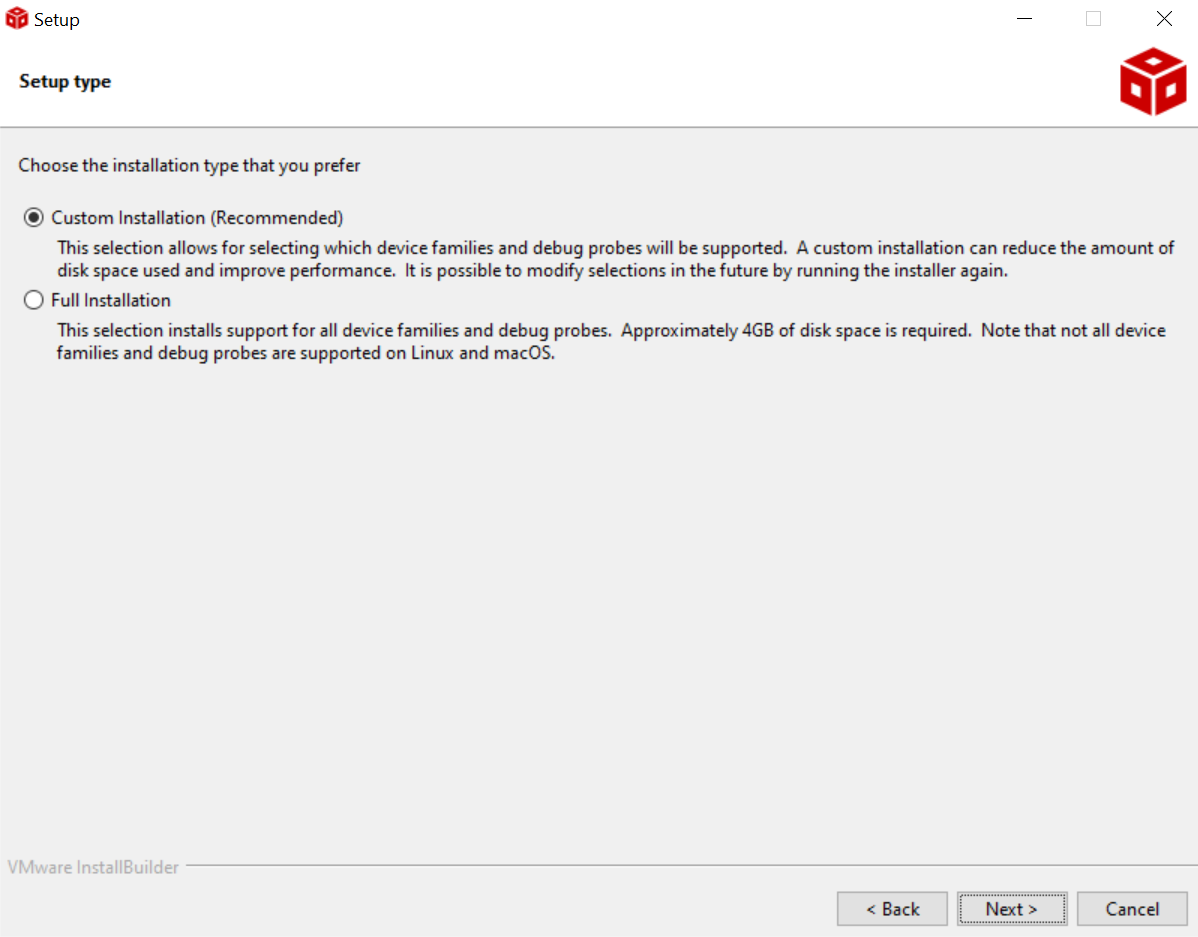 Setup
Setup type
Choose the installation type that you prefer
Custom Installation (Recommended)
This selection allows for selecting which device families and debug probes will be supported.  A custom installation can reduce the amount of
disk space used and improve performance.  It is possible to modify selections in the future by running the installer again.
Full Installation
This selection installs support for all device families and debug probes.  Approximately 4GB of disk space is required.  Note that not all device
families and debug probes are supported on Linux and macOS.
VMware InstallBuilder
< Back
Next >
Cancel